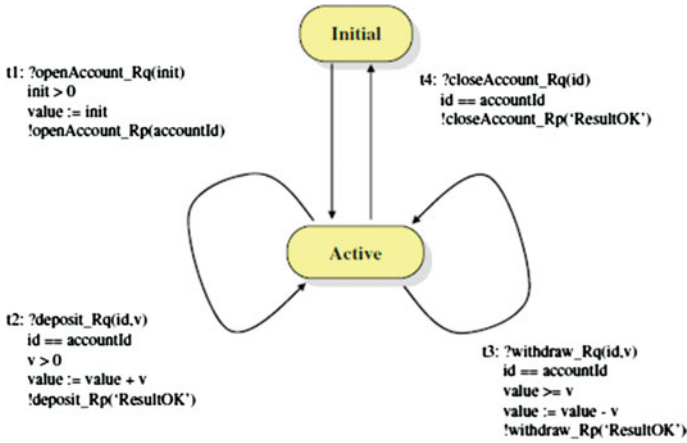 Initial
t1: ?openAccount_Rq(init)
init > 0
value := init
!openAccount_Rp(accountId)
t4: ?closeAccount_Rq(id)
id == accountId
!closeAccount_Rp('ResultOK')
Active
t2: ?deposit_Rq(id,v)
id == accountId
v > 0
value := value + v
!deposit_Rp('ResultOK')
t3: ?withdraw_Rq(id,v)
id == accountId
value >= v
value := value - v
!withdraw_Rp('ResultOK')